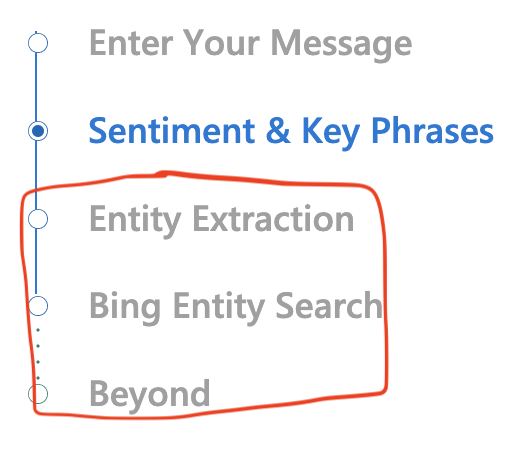 Enter Your Message
Sentiment & Key Phrases
Entity Extraction
Bing Entity Search
Beyond